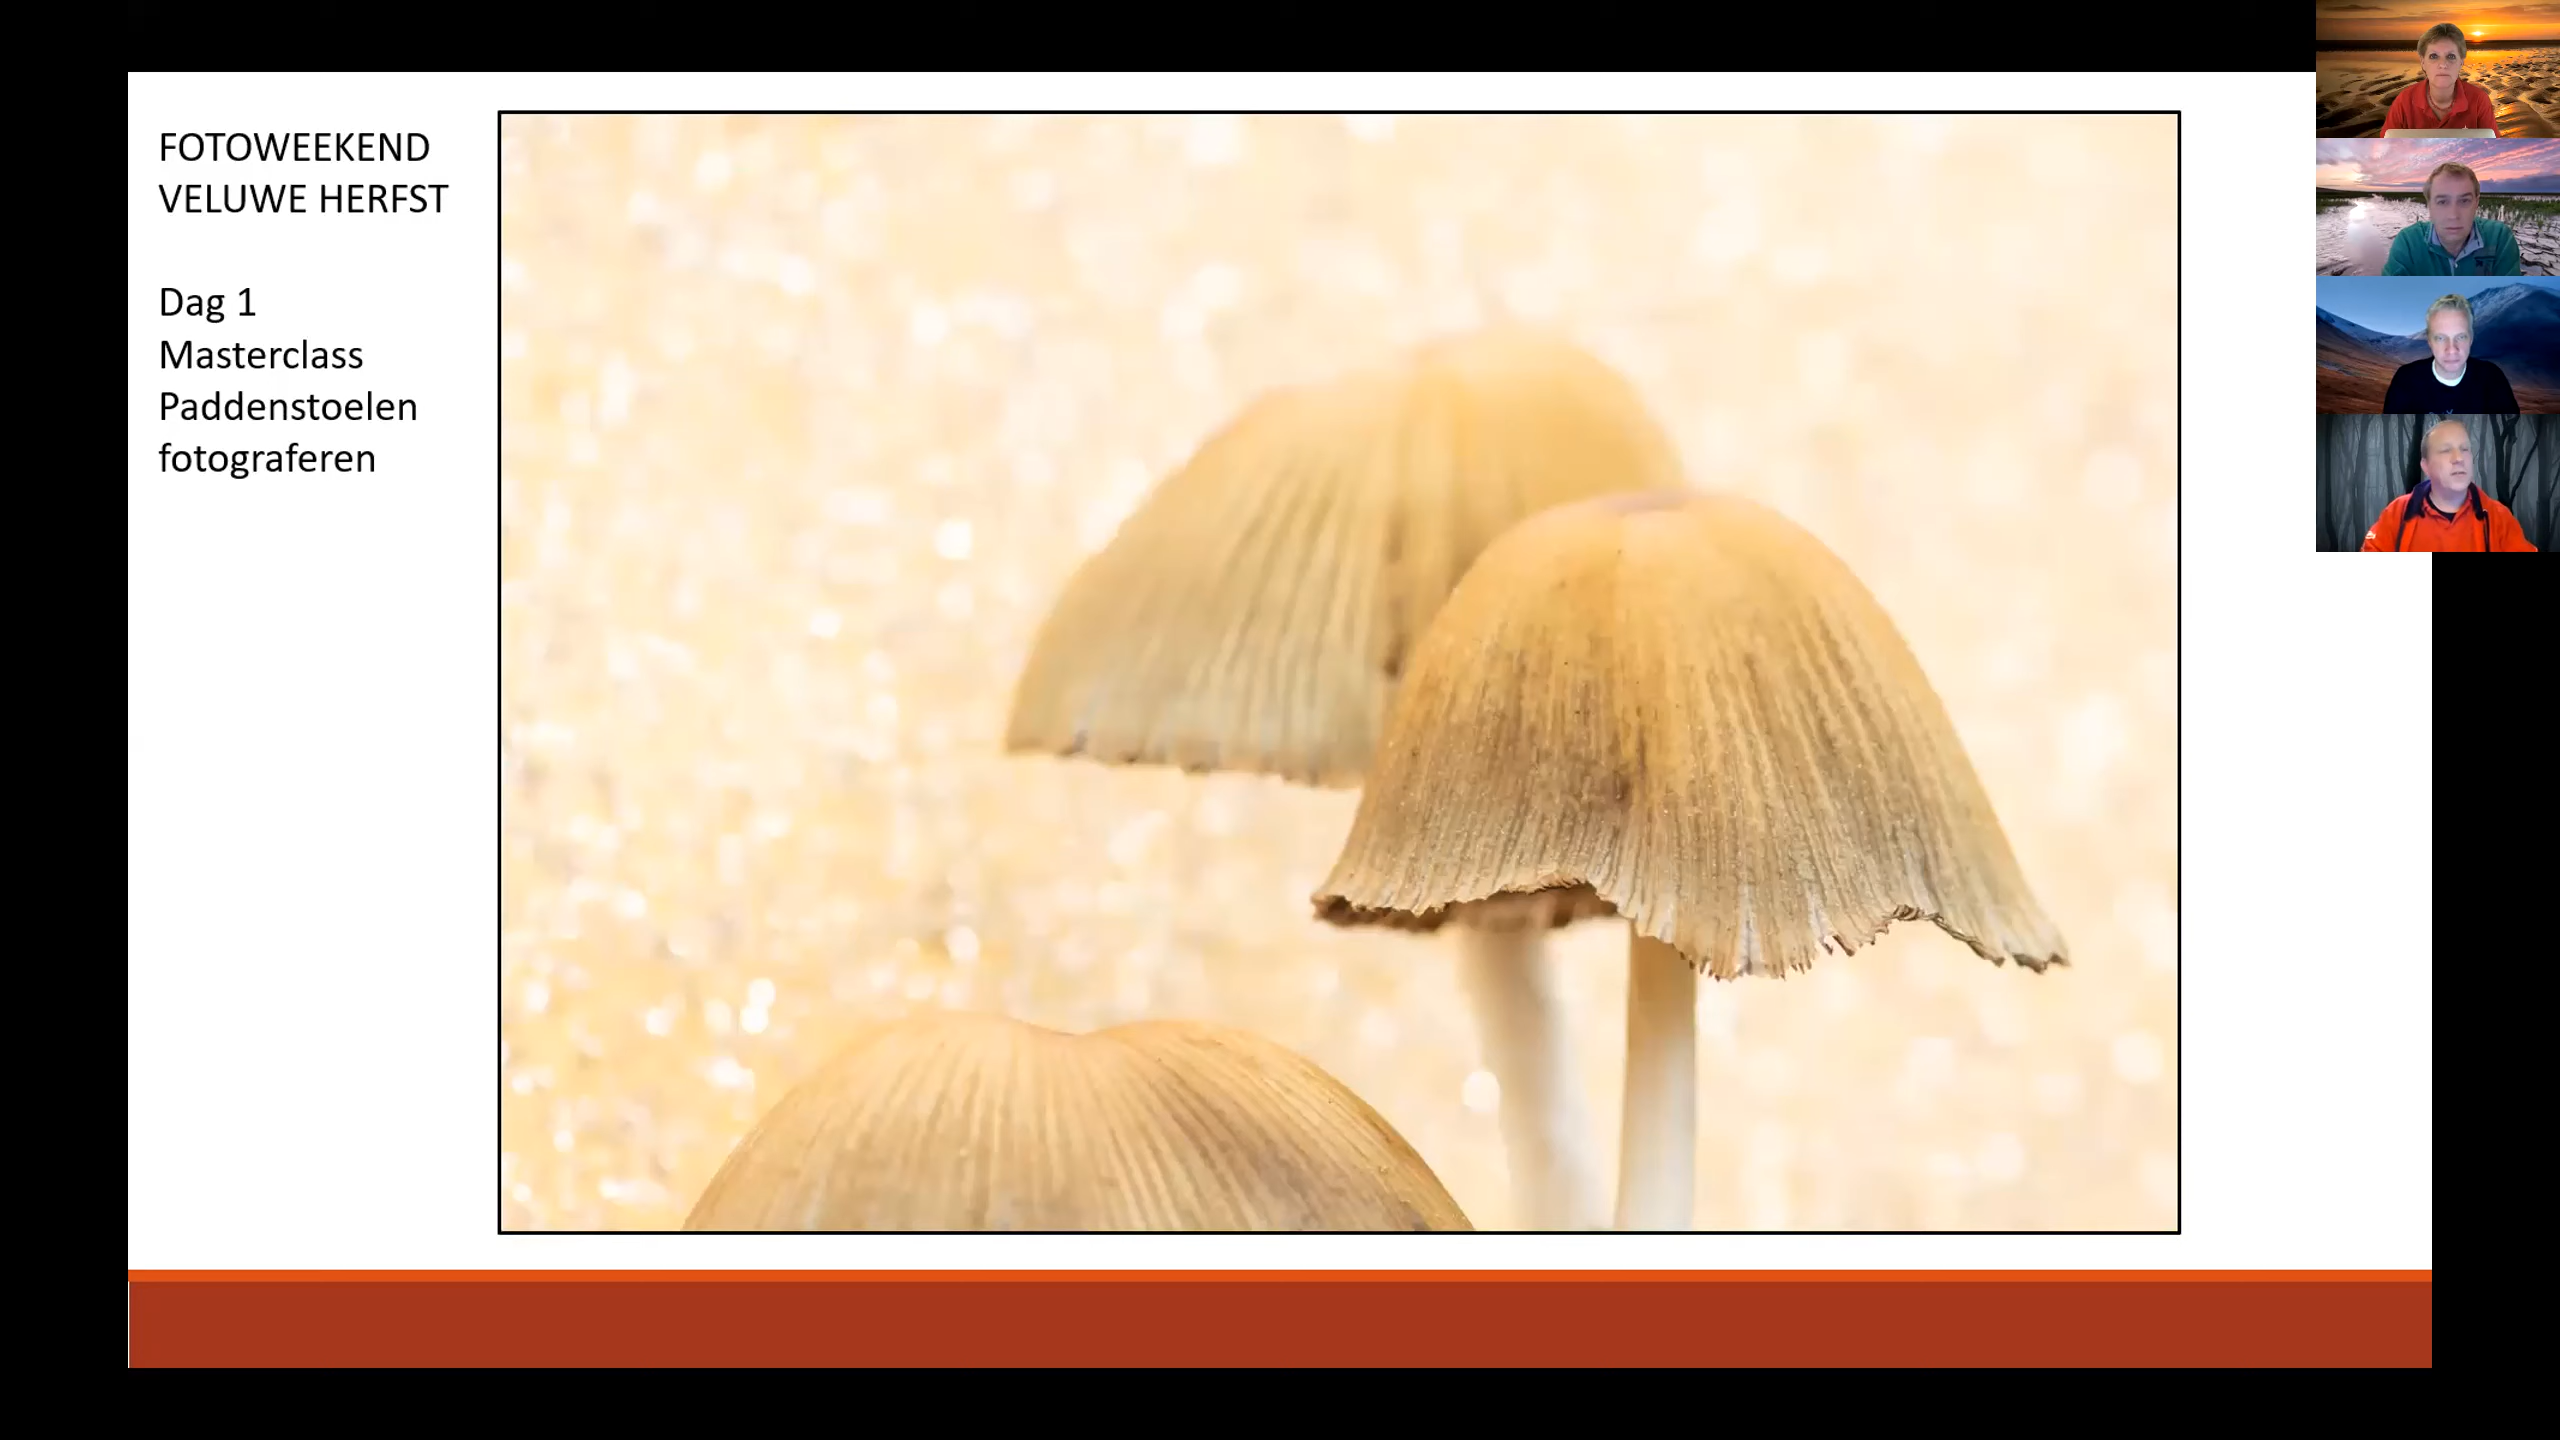 FOTOWEEKEND
VELUWE HERFST
Dag 1
Masterclass
Paddenstoelen
fotograferen